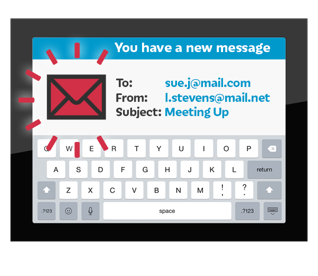 You have a new message
To: sue.j@mail.com
From: l.stevens@mail.net
Subject: Meeting Up
Q W E R T Y U I O P
A S D F G H J K L return
Z X C V B N M ! , ? .
.?123 space .?123